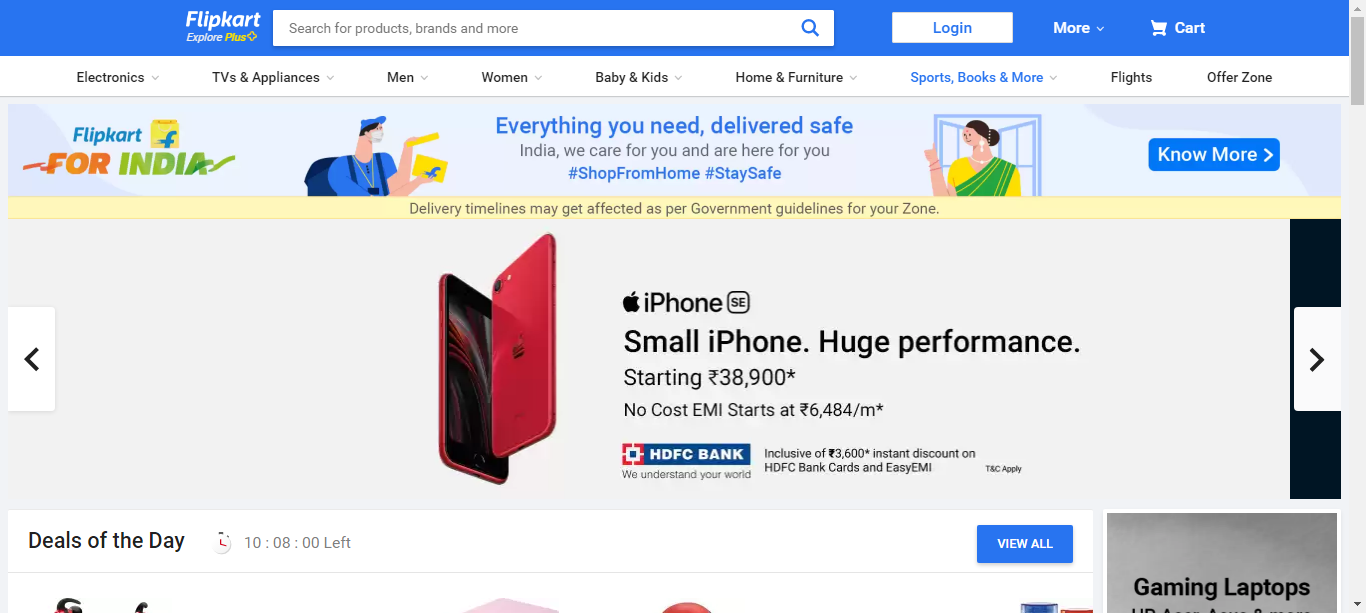 Flipkart
Explore Plus
Search for products, brands and more
Login
More
Cart
Electronics
TVs & Appliances
Men
Women
Baby & Kids
Home & Furniture
Sports, Books & More
Flights
Offer Zone
Flipkart
FOR INDIA
Everything you need, delivered safe
India, we care for you and are here for you
#ShopFromHome #StaySafe
Know More
Delivery timelines may get affected as per Government guidelines for your Zone.
iPhone SE
Small iPhone. Huge performance.
Starting ₹38,900*
No Cost EMI Starts at ₹6,484/m*
HDFC BANK
We understand your world
Inclusive of ₹3,600* instant discount on
HDFC Bank Cards and EasyEMI
T&C Apply
Deals of the Day
10 : 08 : 00 Left
VIEW ALL
Gaming Laptops